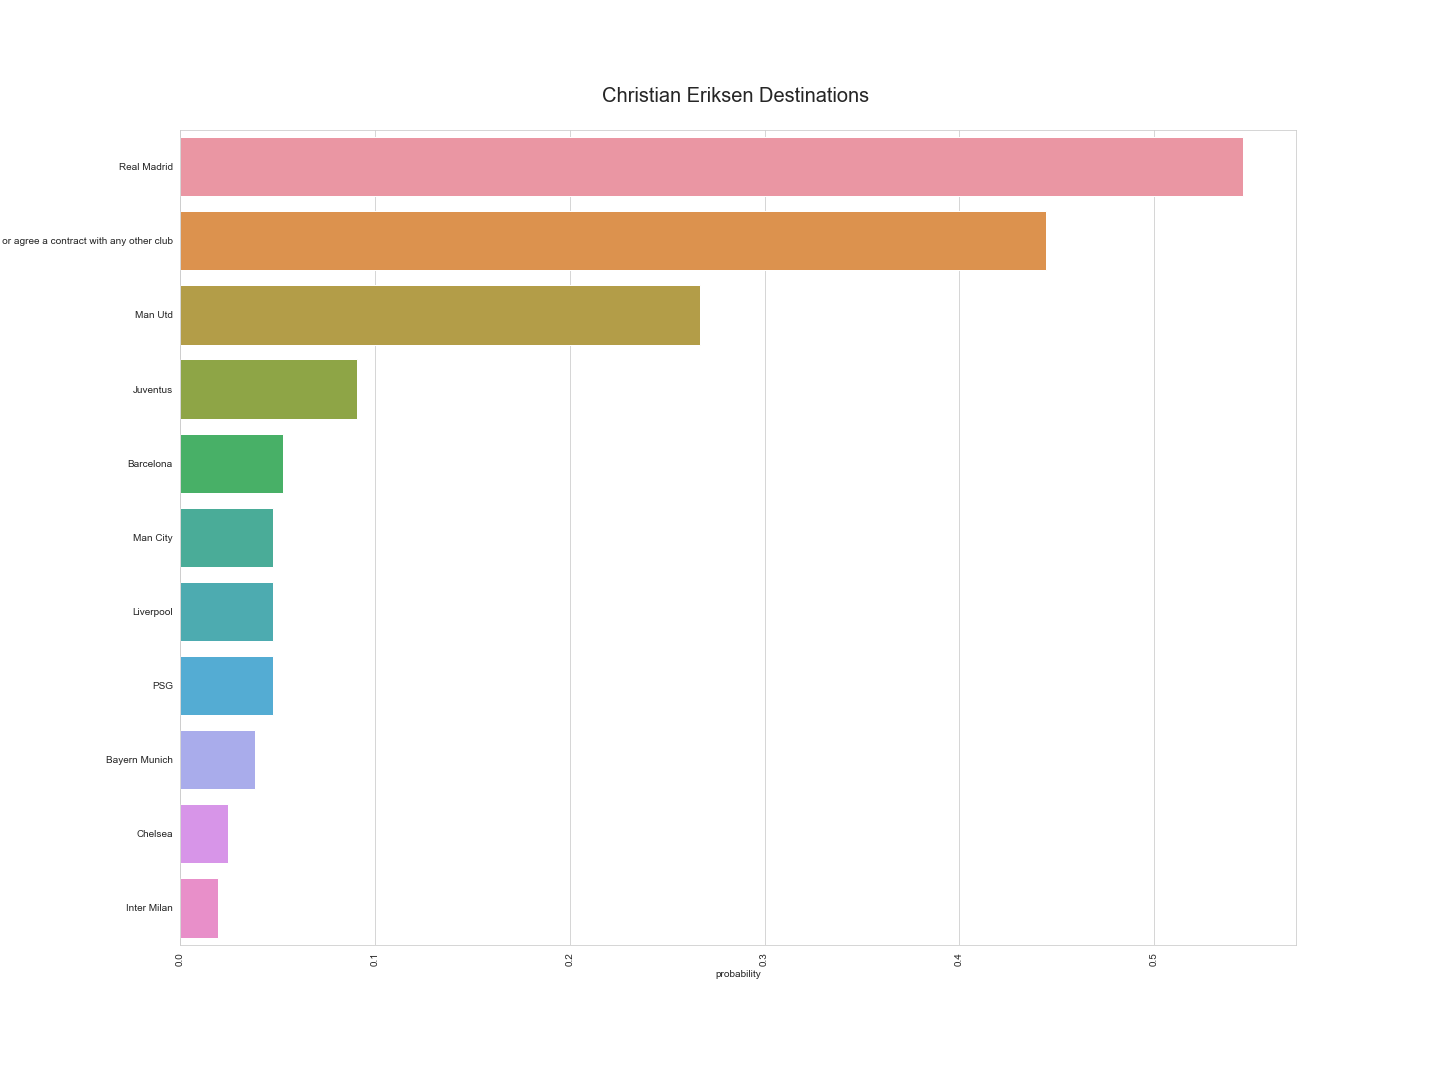 Christian Eriksen Destinations
Real Madrid
or agree a contract with any other club
Man Utd
Juventus
Barcelona
Man City
Liverpool
PSG
Bayern Munich
Chelsea
Inter Milan
0.0 0.1 0.2 0.3 0.4 0.5
probability